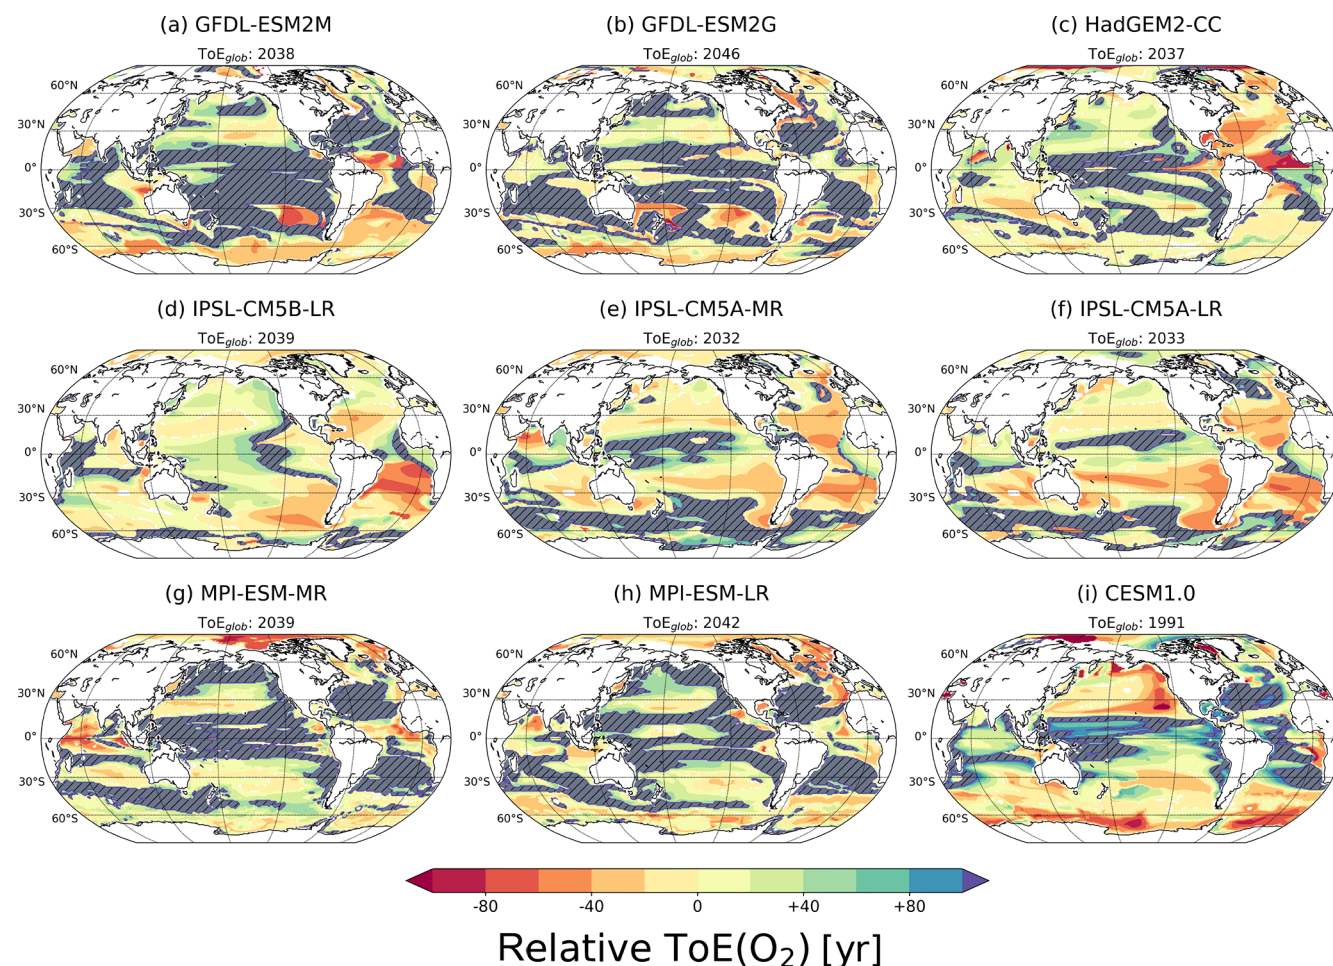 (a) GFDL-ESM2M
(b) GFDL-ESM2G
(c) HadGEM2-CC
ToE_glob: 2038
ToE_glob: 2046
ToE_glob: 2037
60°N
30°N
0°
30°S
60°S
60°N
30°N
0°
30°S
60°S
60°N
30°N
0°
30°S
60°S
(d) IPSL-CM5B-LR
(e) IPSL-CM5A-MR
(f) IPSL-CM5A-LR
ToE_glob: 2039
ToE_glob: 2032
ToE_glob: 2033
60°N
30°N
0°
30°S
60°S
60°N
30°N
0°
30°S
60°S
60°N
30°N
0°
30°S
60°S
(g) MPI-ESM-MR
(h) MPI-ESM-LR
(i) CESM1.0
ToE_glob: 2039
ToE_glob: 2042
ToE_glob: 1991
60°N
30°N
0°
30°S
60°S
60°N
30°N
0°
30°S
60°S
60°N
30°N
0°
30°S
60°S
-80 -40 0 +40 +80
Relative ToE(O₂) [yr]